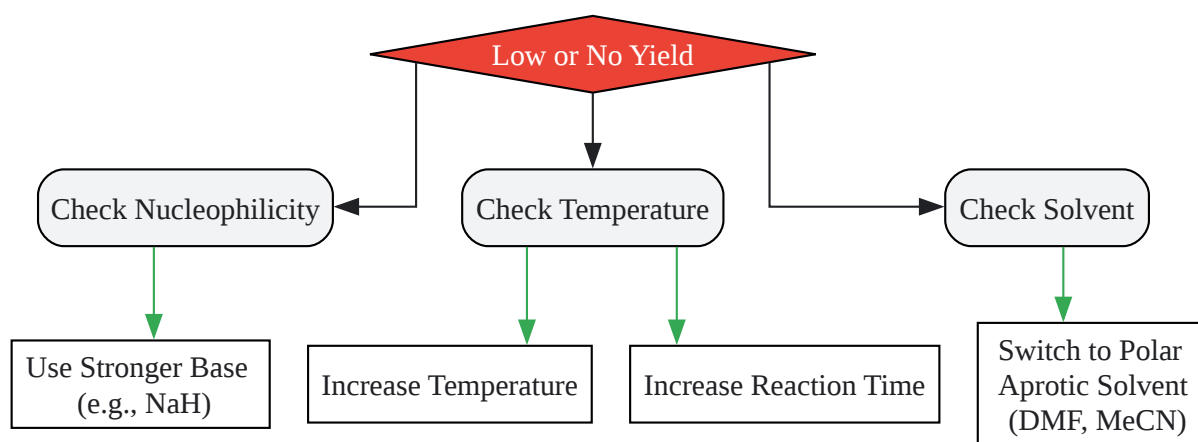 Low or No Yield
Check Nucleophilicity
Check Temperature
Check Solvent
Use Stronger Base
(e.g., NaH)
Increase Temperature
Increase Reaction Time
Switch to Polar
Aprotic Solvent
(DMF, MeCN)